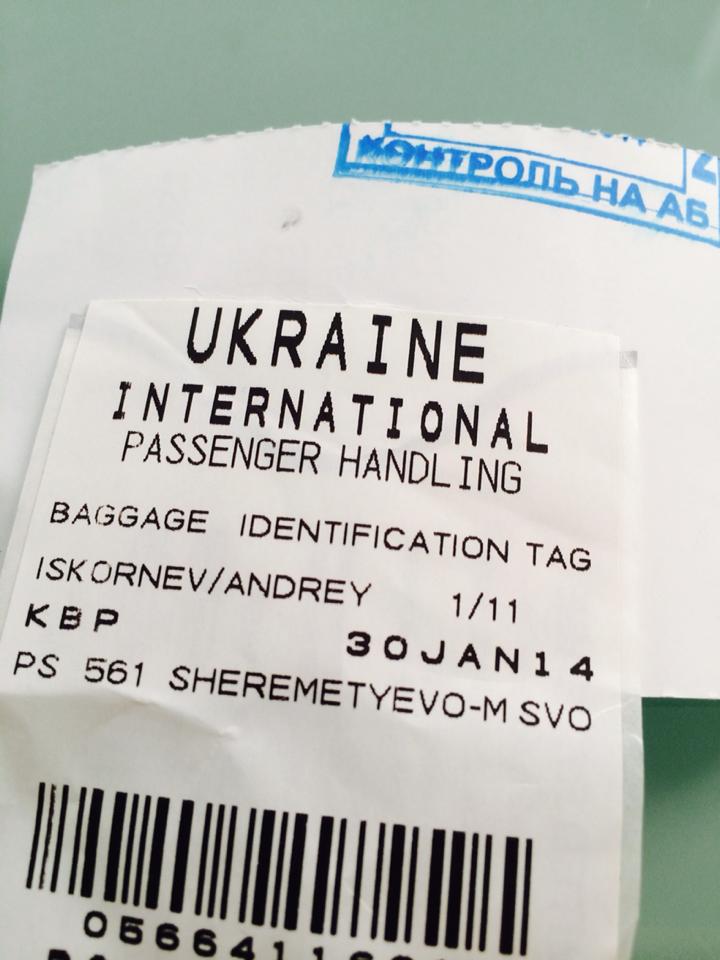 КОНТРОЛЬ НА АБ
UKRAINE
INTERNATIONAL
PASSENGER HANDLING
BAGGAGE IDENTIFICATION TAG
ISKORNEV/ANDREY 1/11
KBP 30JAN14
PS 561 SHEREMETYEVO-M SVO